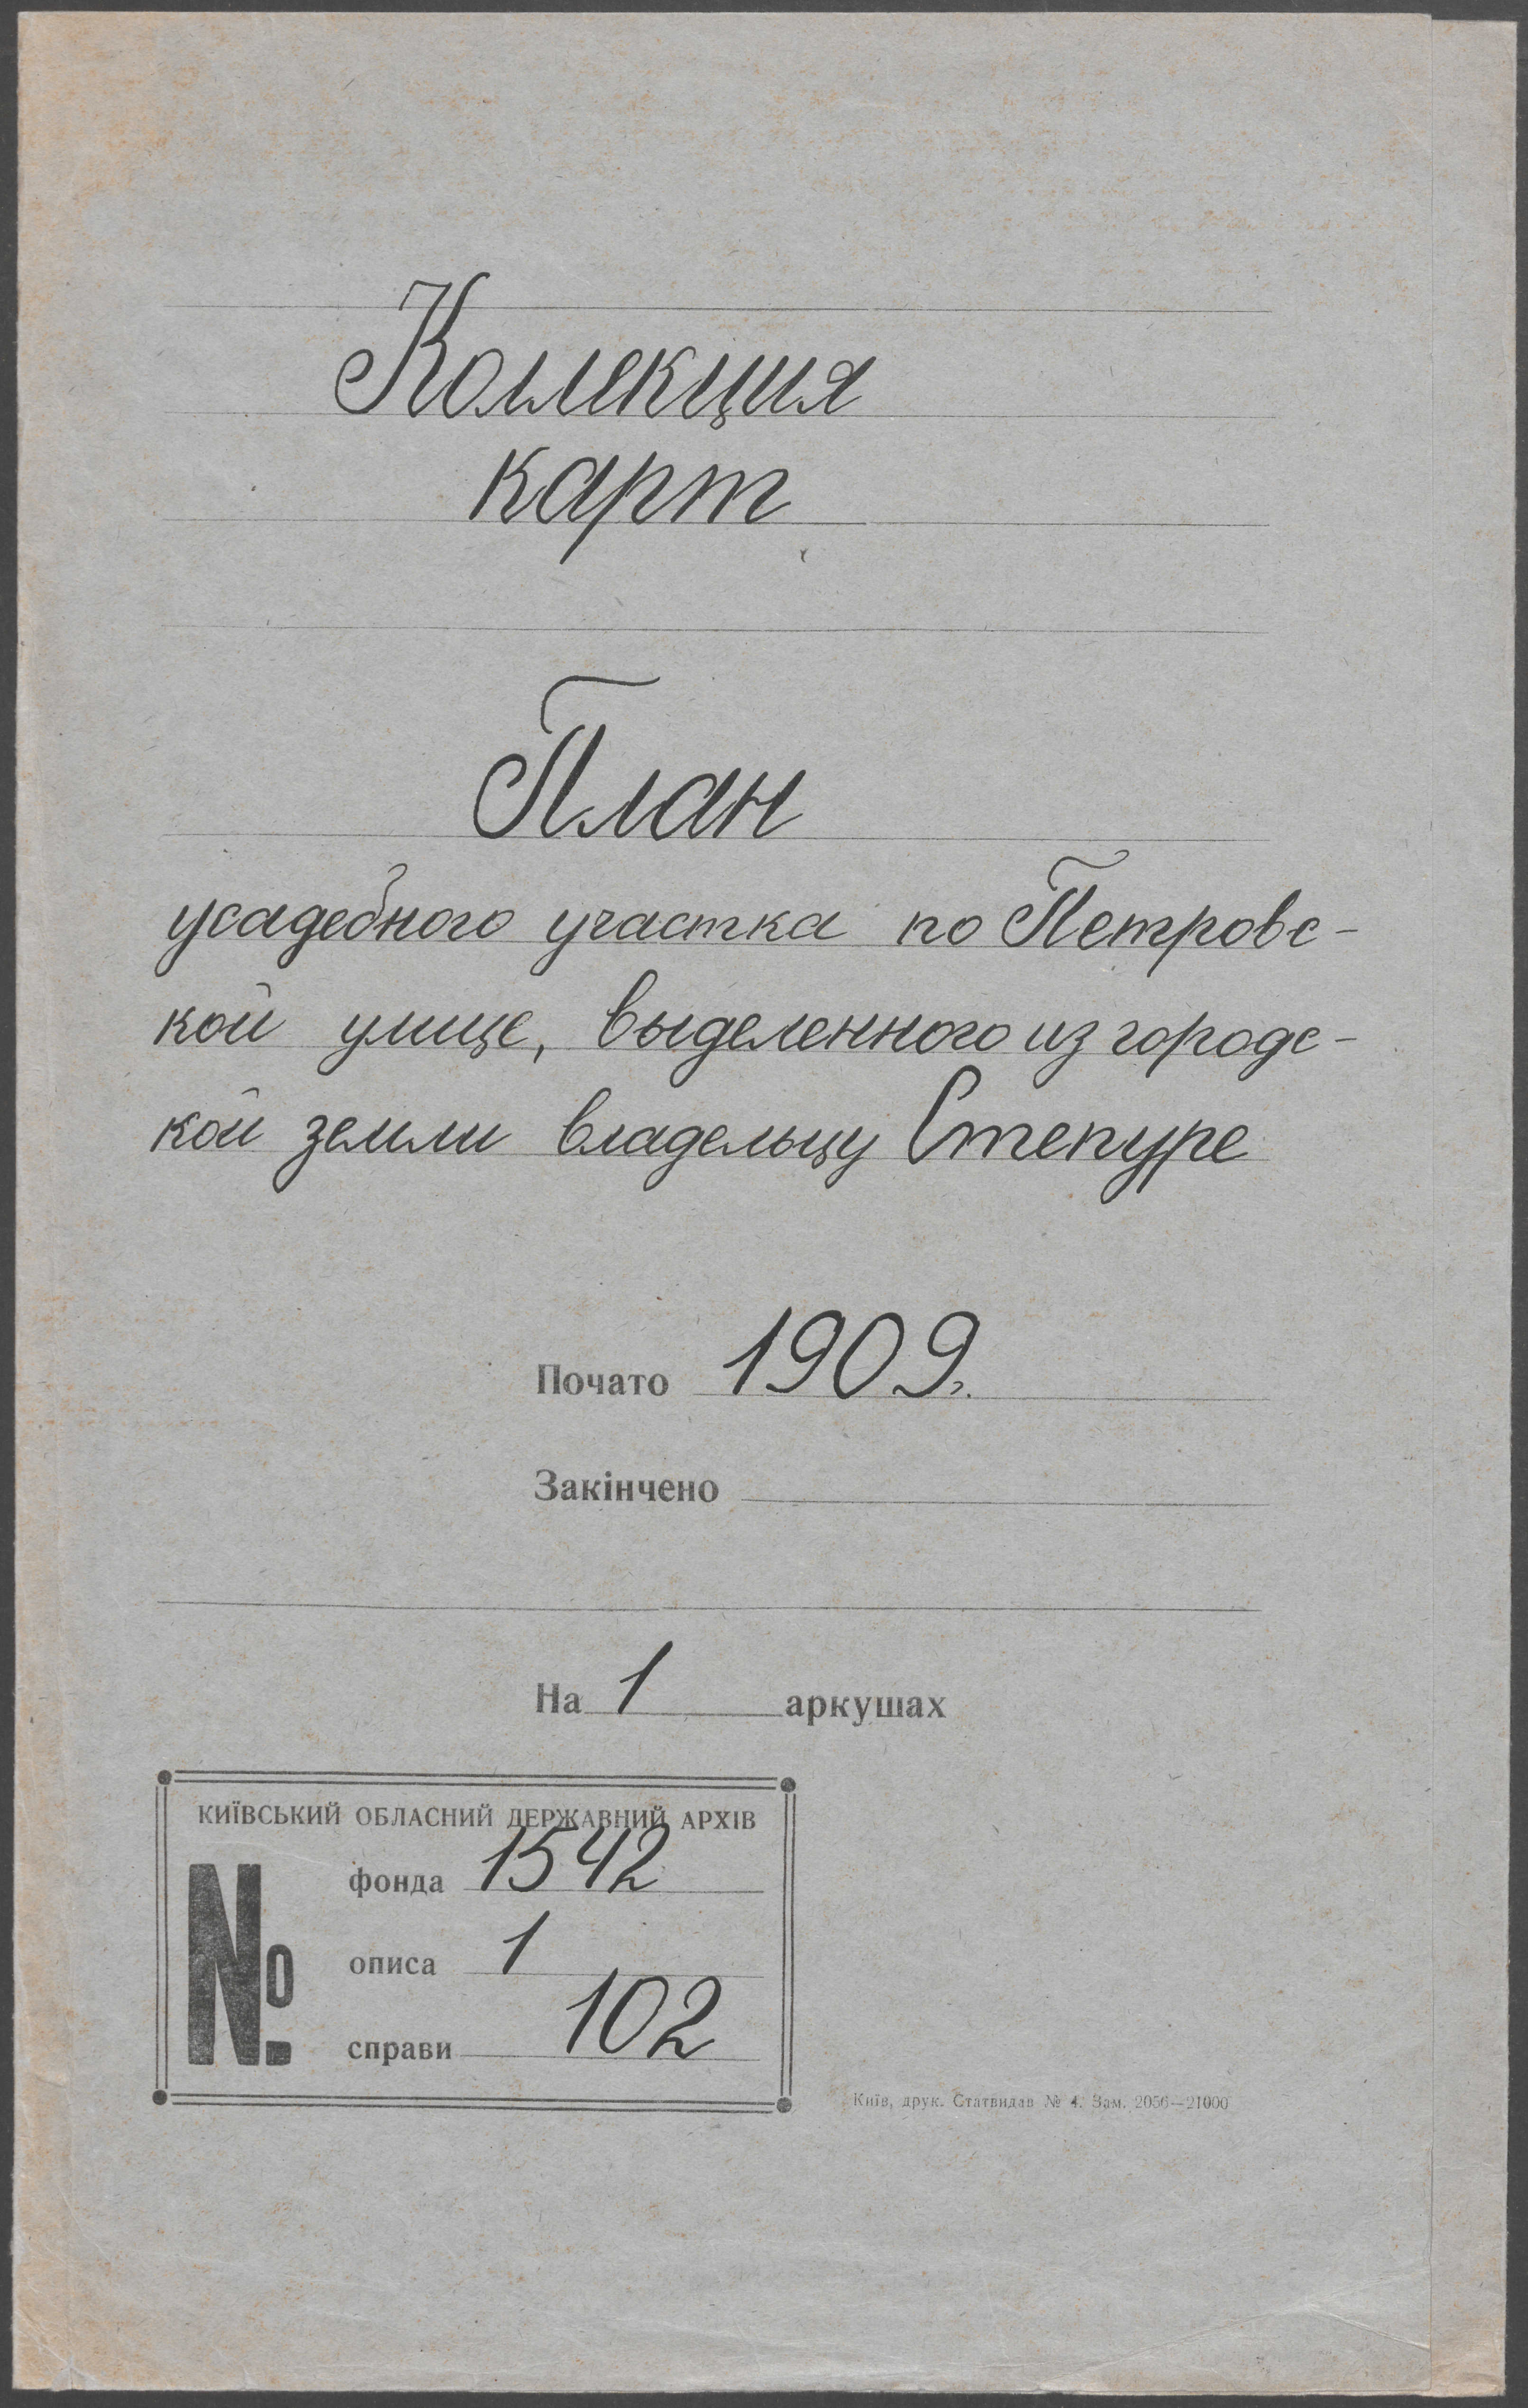 Коллекция
карт
План
усадебного участка по Петровс-
кой улице, выделенного из городс-
кой земли владельцу Степуре
Почато 1909г.
Закінчено
На 1 аркушах
КИЇВСЬКИЙ ОБЛАСНИЙ ДЕРЖАВНИЙ АРХІВ
№ фонда 1542
описа 1
справи 102
Київ, друк. Статвидав № 4. Зам. 2056—21000